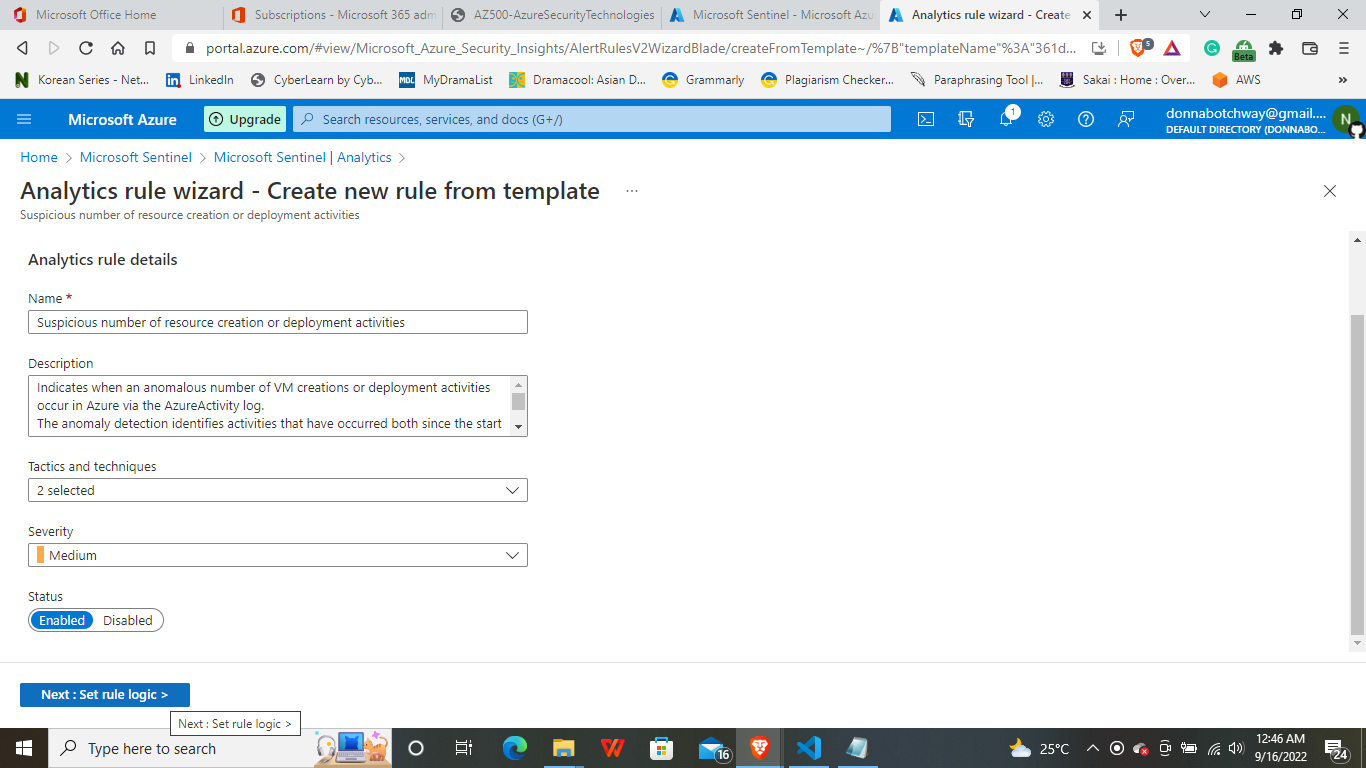 Microsoft Office Home
Subscriptions - Microsoft 365 adm
AZ500-AzureSecurityTechnologies
Microsoft Sentinel - Microsoft Azu
Analytics rule wizard - Create
portal.azure.com/#view/Microsoft_Azure_Security_Insights/AlertRulesV2WizardBlade/createFromTemplate~/%7B"templateName"%3A"361d...
5
Beta
Korean Series - Net...
LinkedIn
CyberLearn by Cyb...
MDL
MyDramaList
Dramacool: Asian D...
Grammarly
Plagiarism Checker...
Paraphrasing Tool |...
Sakai : Home : Over...
AWS
»
Microsoft Azure
Upgrade
Search resources, services, and docs (G+/)
1
donnabotchway@gmail....
DEFAULT DIRECTORY (DONNABO...
N
Home > Microsoft Sentinel > Microsoft Sentinel | Analytics >
Analytics rule wizard - Create new rule from template ...
Suspicious number of resource creation or deployment activities
Analytics rule details
Name *
Suspicious number of resource creation or deployment activities
Description
Indicates when an anomalous number of VM creations or deployment activities
occur in Azure via the AzureActivity log.
The anomaly detection identifies activities that have occurred both since the start
Tactics and techniques
2 selected
Severity
Medium
Status
Enabled Disabled
Next : Set rule logic >
Next : Set rule logic >
Type here to search
16
25°C
12:46 AM
9/16/2022
24